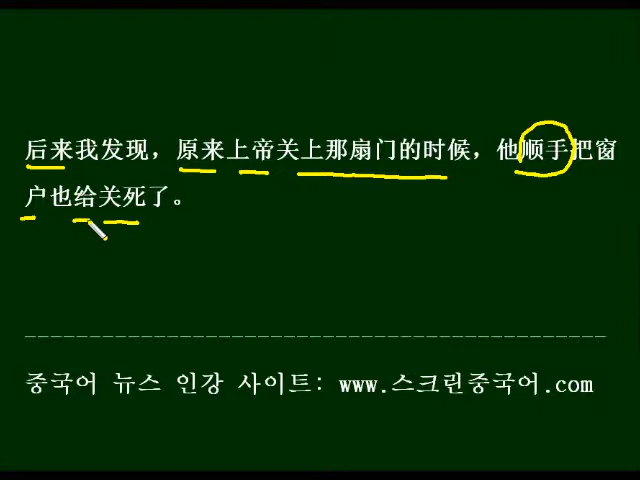 后来我发现，原来上帝关上那扇门的时候，他顺手把窗
户也给关死了。
중국어 뉴스 인강 사이트: www.스크린중국어.com